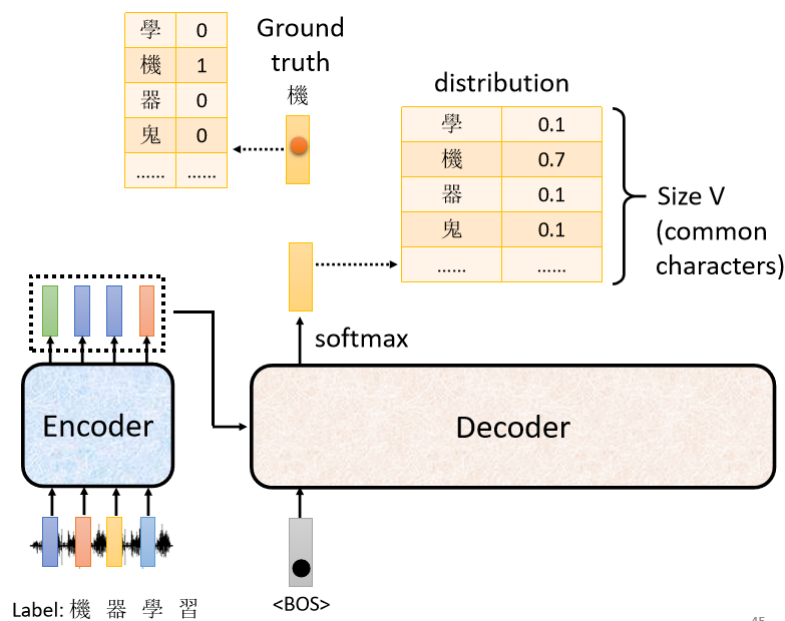 Ground
truth
機
學 0
機 1
器 0
鬼 0
...... ......
distribution
學 0.1
機 0.7
器 0.1
鬼 0.1
...... ......
Size V
(common
characters)
softmax
Encoder
Decoder
<BOS>
Label: 機 器 學 習
45